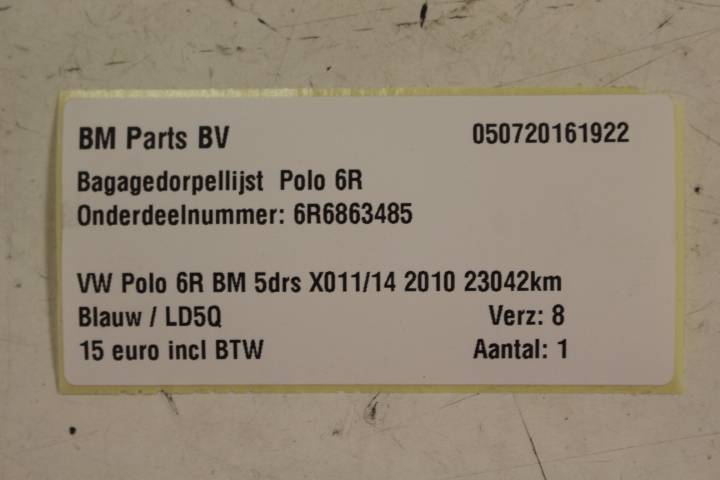 BM Parts BV 050720161922
Bagagedorpellijst Polo 6R
Onderdeelnummer: 6R6863485
VW Polo 6R BM 5drs X011/14 2010 23042km
Blauw / LD5Q Verz: 8
15 euro incl BTW Aantal: 1